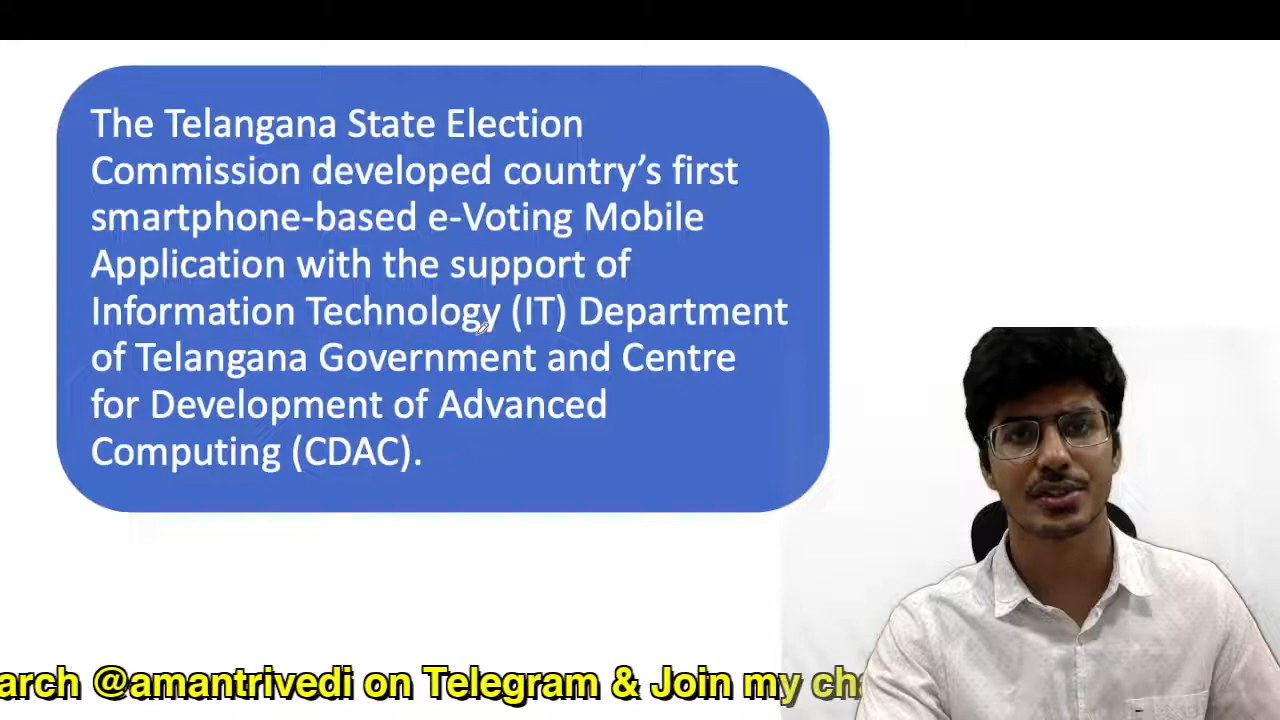 The Telangana State Election
Commission developed country’s first
smartphone-based e-Voting Mobile
Application with the support of
Information Technology (IT) Department
of Telangana Government and Centre
for Development of Advanced
Computing (CDAC).
@amantrivedi on Telegram & Join my